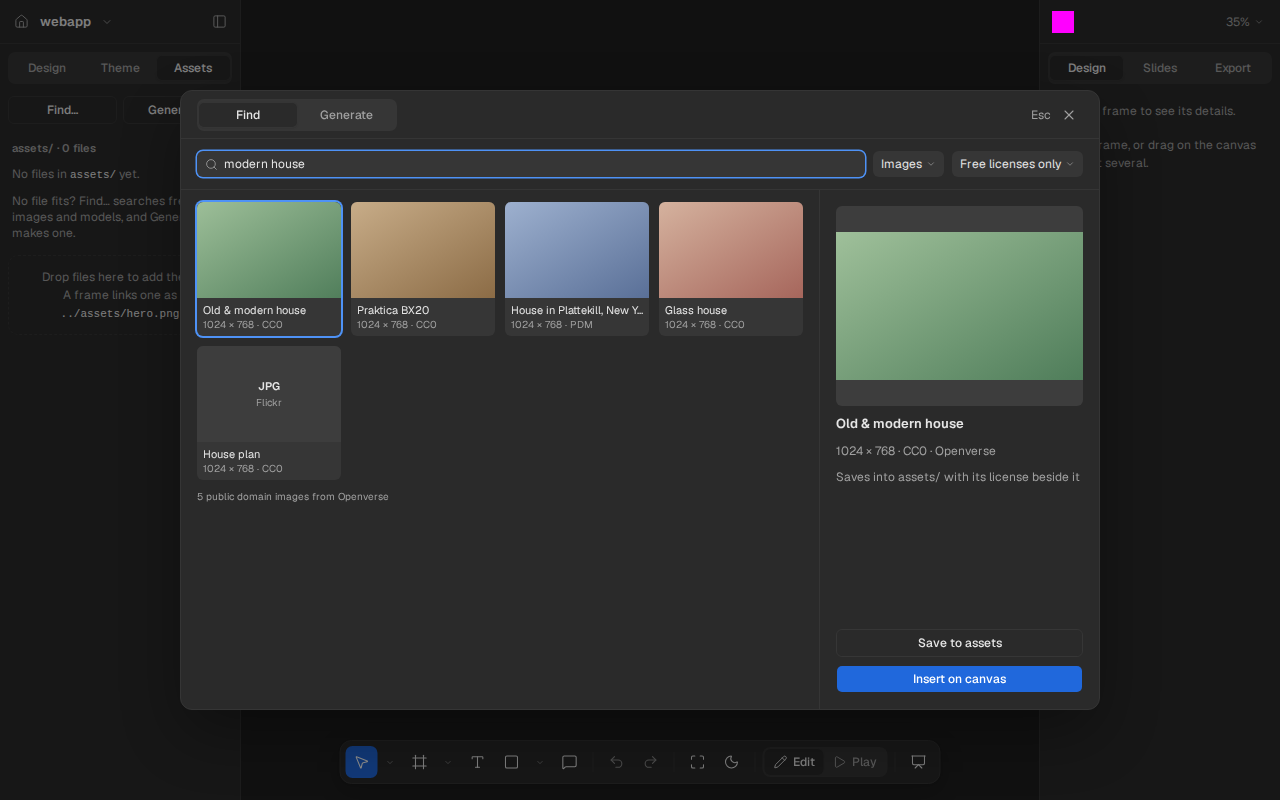 webapp
35%
Design
Theme
Assets
Design
Slides
Export
Find…
Gener
frame to see its details.
rame, or drag on the canvas
several.
assets/ · 0 files
No files in assets/ yet.
No file fits? Find… searches fre
images and models, and Gene
makes one.
Drop files here to add the
A frame links one as
../assets/hero.png
Find
Generate
Esc
modern house
Images
Free licenses only
Old & modern house
1024 × 768 · CC0
Praktica BX20
1024 × 768 · CC0
House in Plattekill, New Y…
1024 × 768 · PDM
Glass house
1024 × 768 · CC0
JPG
Flickr
House plan
1024 × 768 · CC0
5 public domain images from Openverse
Old & modern house
1024 × 768 · CC0 · Openverse
Saves into assets/ with its license beside it
Save to assets
Insert on canvas
Edit
Play